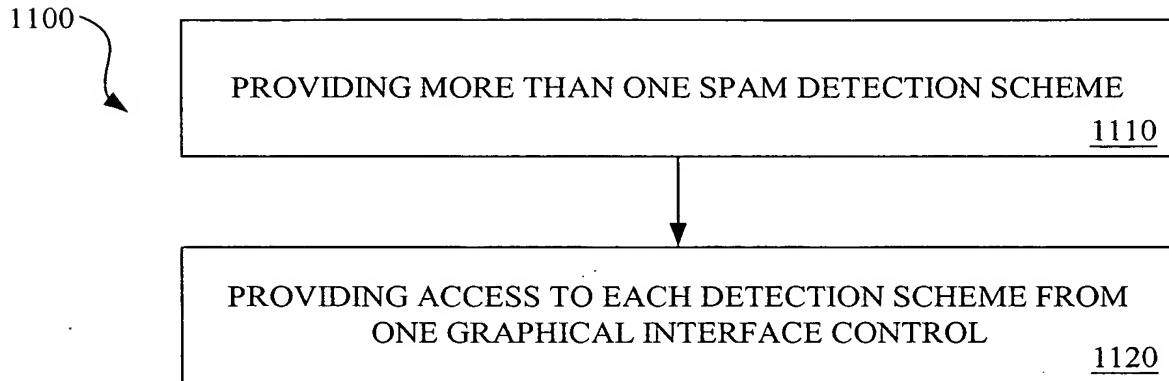 1100
PROVIDING MORE THAN ONE SPAM DETECTION SCHEME
1110
PROVIDING ACCESS TO EACH DETECTION SCHEME FROM
ONE GRAPHICAL INTERFACE CONTROL
1120